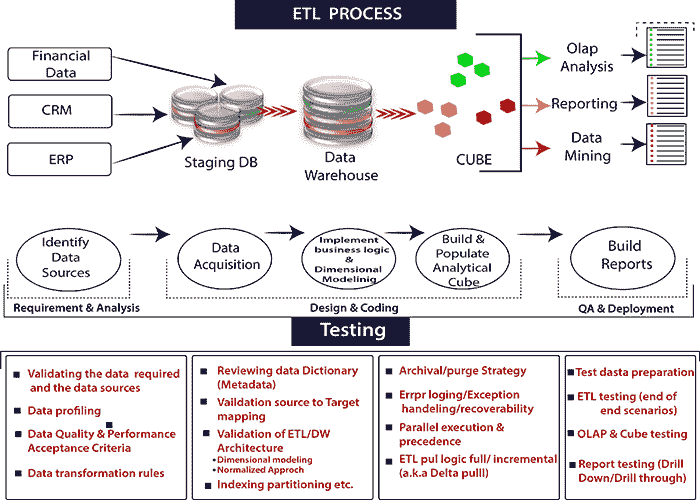 ETL PROCESS
Financial
Data
CRM
ERP
Staging DB
Data
Warehouse
CUBE
Olap
Analysis
Reporting
Data
Mining
Identify
Data
Sources
Data
Acquisition
Implement
business logic
&
Dimensional
Modeling
Build &
Populate
Analytical
Cube
Build
Reports
Requirement & Analysis
Design & Coding
QA & Deployment
Testing
Validating the data required
and the data sources
Data profiling
Data Quality & Performance
Acceptance Criteria
Data transformation rules
Reviewing data Dictionary
(Metadata)
Vaildation source to Target
mapping
Validation of ETL/DW
Architecture
Dimensional modeling
Normalized Approch
Indexing partitioning etc.
Archival/purge Strategy
Errpr loging/Exception
handeling/recoverability
Parallel execution &
precedence
ETL pul logic full/ incremental
(a.k.a Delta pulli)
Test dasta preparation
ETL testing (end of
end scenarios)
OLAP & Cube testing
Report testing (Drill
Down/Drill through)